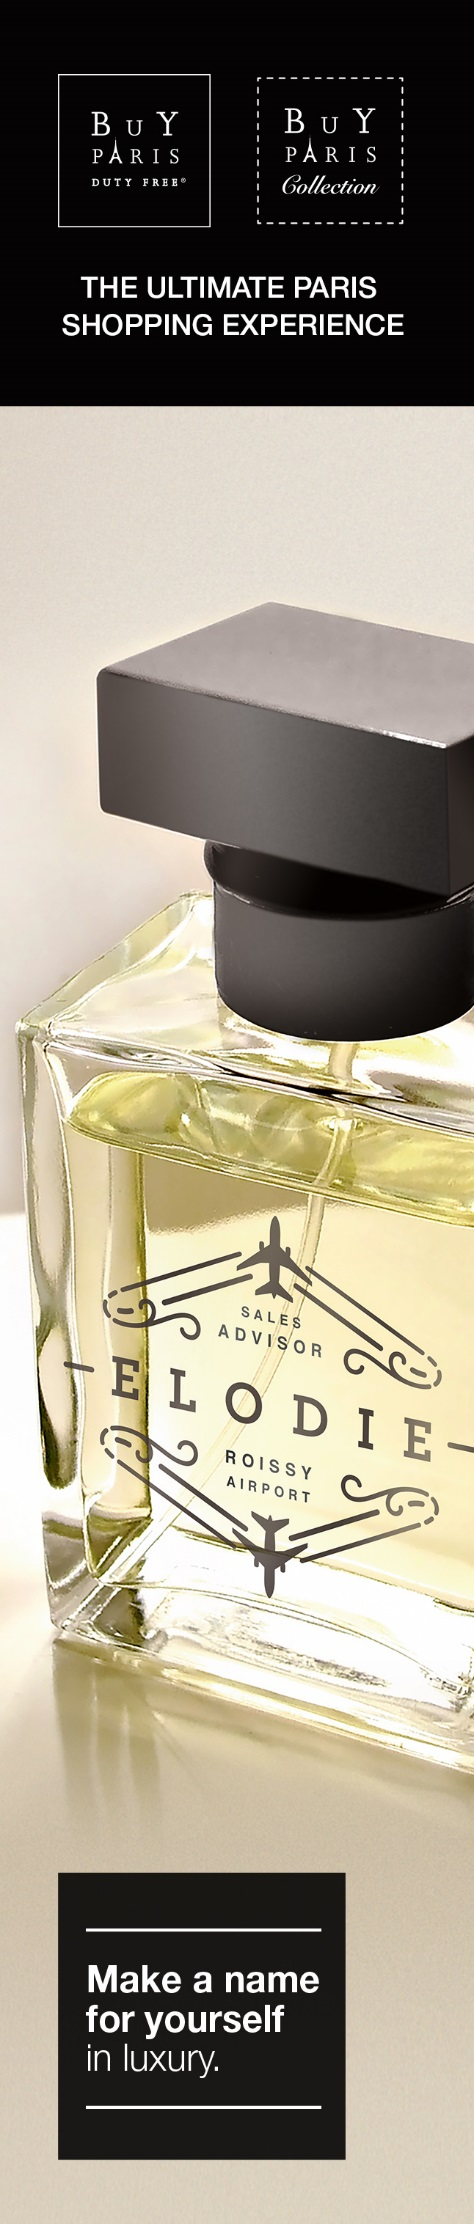 BuY
PARIS
DUTY FREE®
BuY
PARIS
Collection
THE ULTIMATE PARIS
SHOPPING EXPERIENCE
SALES
ADVISOR
ELODIE
ROISSY
AIRPORT
Make a name
for yourself
in luxury.